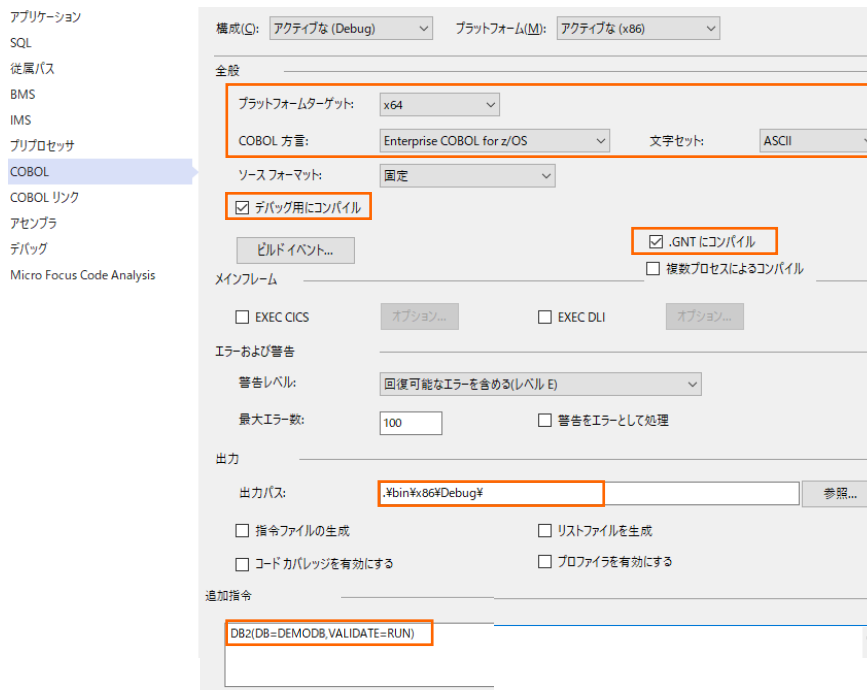 アプリケーション
SQL
従属パス
BMS
IMS
プリプロセッサ
COBOL
COBOL リンク
アセンブラ
デバッグ
Micro Focus Code Analysis
構成(C): アクティブな (Debug) プラットフォーム(M): アクティブな (x86)
全般
プラットフォームターゲット: x64
COBOL 方言: Enterprise COBOL for z/OS 文字セット: ASCII
ソース フォーマット: 固定
デバッグ用にコンパイル
ビルド イベント... .GNT にコンパイル
複数プロセスによるコンパイル
メインフレーム
EXEC CICS オプション... EXEC DLI オプション...
エラーおよび警告
警告レベル: 回復可能なエラーを含める(レベル E)
最大エラー数: 100 警告をエラーとして処理
出力
出力パス: .¥bin¥x86¥Debug¥ 参照...
指令ファイルの生成 リストファイルを生成
コード カバレッジを有効にする プロファイラを有効にする
追加指令
DB2(DB=DEMODB,VALIDATE=RUN)